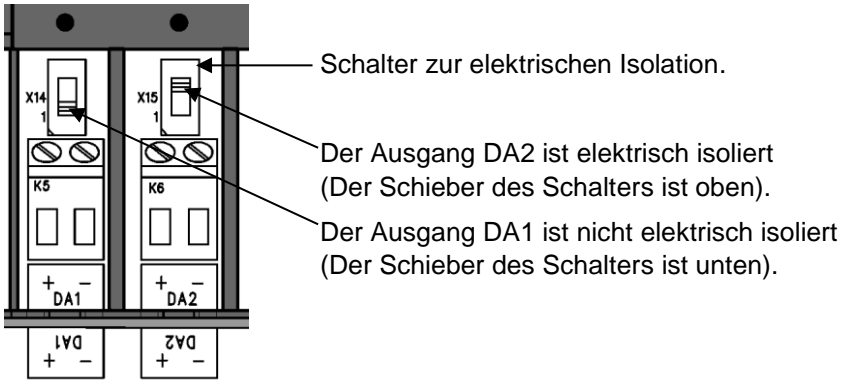 Schalter zur elektrischen Isolation.
X14
X15
1
1
Der Ausgang DA2 ist elektrisch isoliert
(Der Schieber des Schalters ist oben).
K5
K6
Der Ausgang DA1 ist nicht elektrisch isoliert
(Der Schieber des Schalters ist unten).
+ − + −
DA1 DA2
DA1 DA2
+ − + −